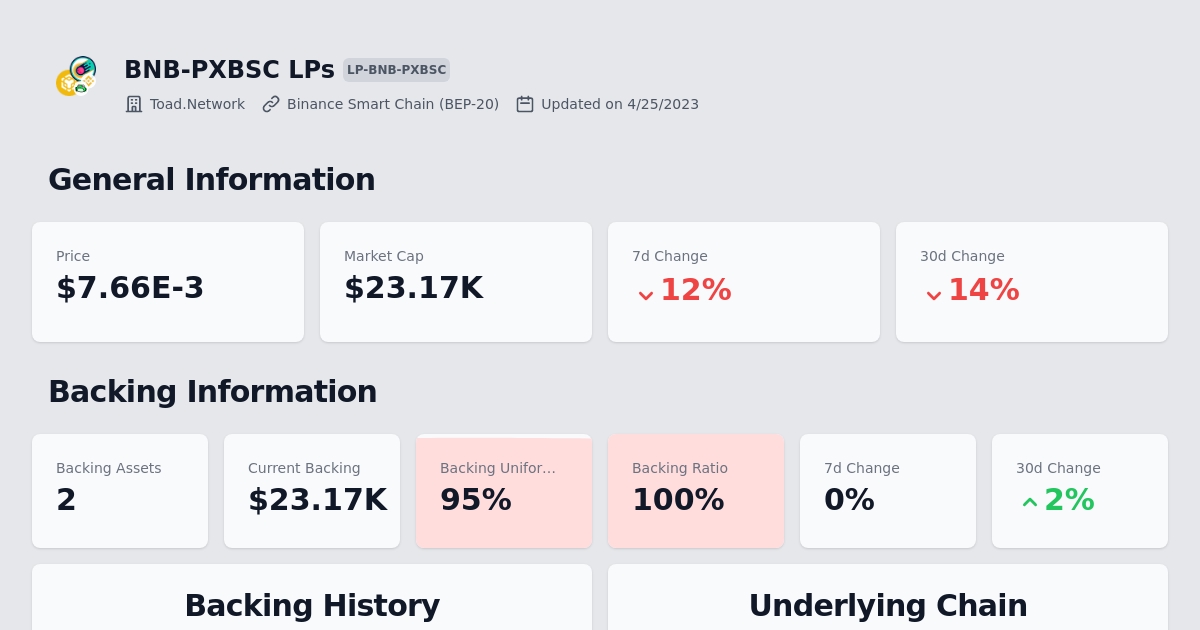 BNB-PXBSC LPs LP-BNB-PXBSC
Toad.Network Binance Smart Chain (BEP-20) Updated on 4/25/2023
General Information
Price Market Cap 7d Change 30d Change
$7.66E-3 $23.17K 12% 14%
Backing Information
Backing Assets Current Backing Backing Unifor... Backing Ratio 7d Change 30d Change
2 $23.17K 95% 100% 0% 2%
Backing History Underlying Chain